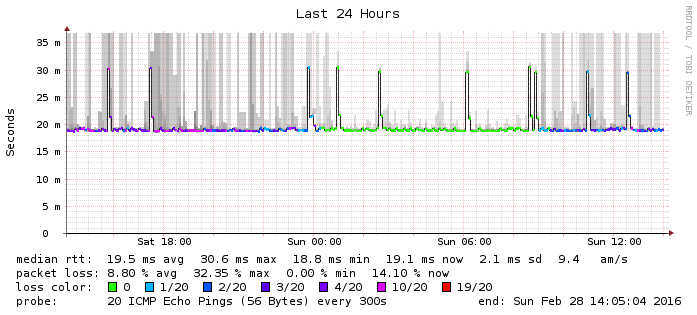 Last 24 Hours
RRDTOOL / TOBI OETIKER
Seconds
35 m
30 m
25 m
20 m
15 m
10 m
5 m
0
Sat 18:00 Sun 00:00 Sun 06:00 Sun 12:00
median rtt: 19.5 ms avg 30.6 ms max 18.8 ms min 19.1 ms now 2.1 ms sd 9.4 am/s
packet loss: 8.80 % avg 32.35 % max 0.00 % min 14.10 % now
loss color: 0 1/20 2/20 3/20 4/20 10/20 19/20
probe: 20 ICMP Echo Pings (56 Bytes) every 300s end: Sun Feb 28 14:05:04 2016